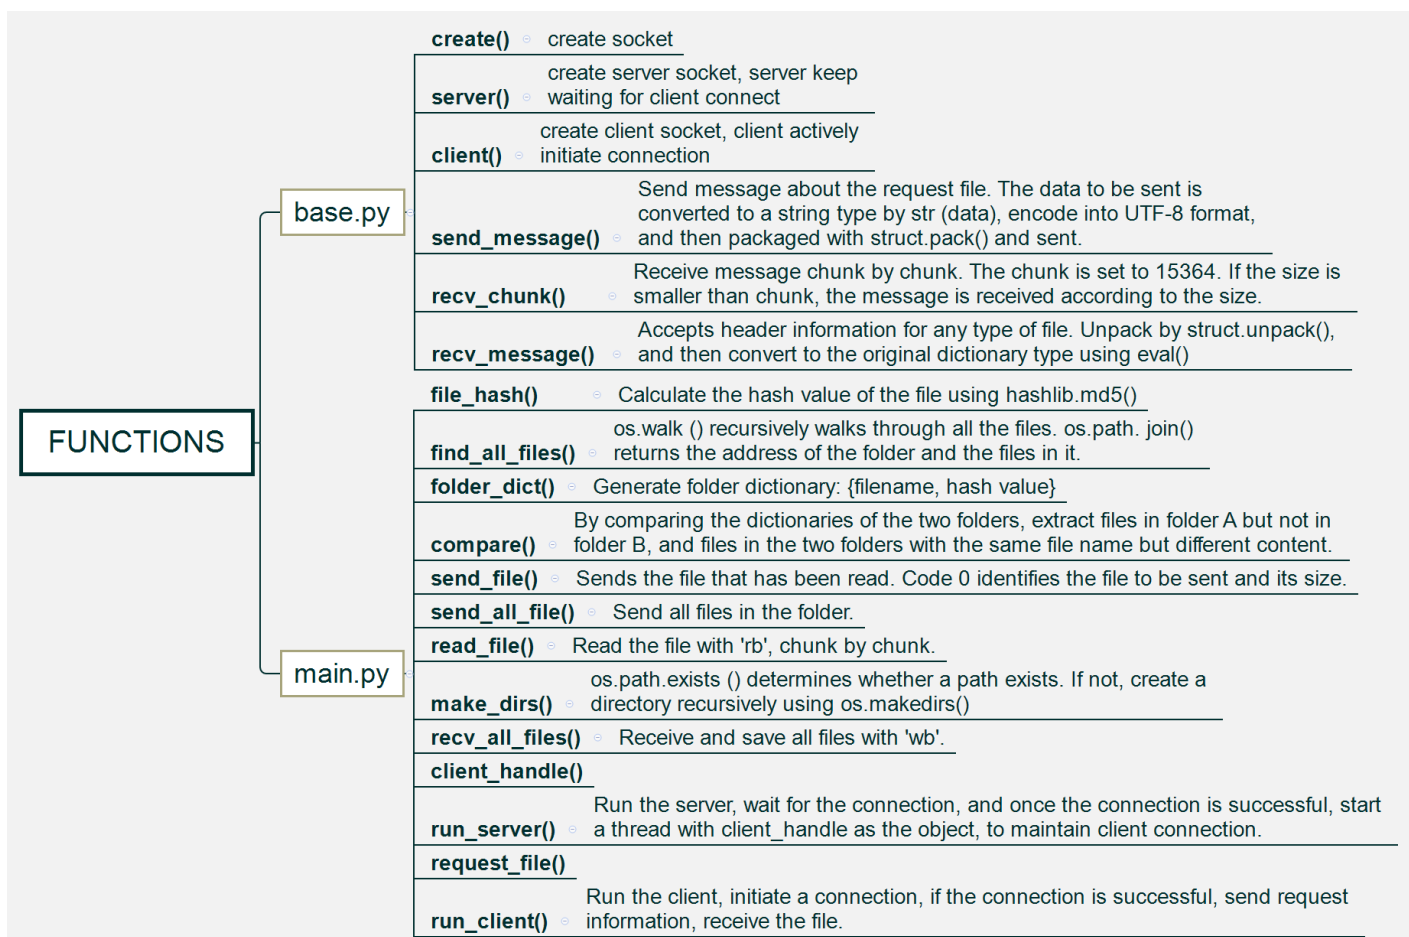 create()
create socket
create server socket, server keep
server()
waiting for client connect
create client socket, client actively
client()
initiate connection
Send message about the request file. The data to be sent is
converted to a string type by str (data), encode into UTF-8 format,
base.py
send_message()
and then packaged with struct.pack() and sent.
Receive message chunk by chunk. The chunk is set to 15364. If the size is
recv_chunk()
smaller than chunk, the message is received according to the size.
Accepts header information for any type of file. Unpack by struct.unpack(),
recv_message()
and then convert to the original dictionary type using eval()
FUNCTIONS
file_hash()
Calculate the hash value of the file using hashlib.md5()
os.walk () recursively walks through all the files. os.path. join()
find_all_files()
returns the address of the folder and the files in it.
folder_dict()
Generate folder dictionary: {filename, hash value}
By comparing the dictionaries of the two folders, extract files in folder A but not in
compare()
folder B, and files in the two folders with the same file name but different content.
send_file()
Sends the file that has been read. Code 0 identifies the file to be sent and its size.
send_all_file()
Send all files in the folder.
read_file()
Read the file with 'rb', chunk by chunk.
main.py
os.path.exists () determines whether a path exists. If not, create a
make_dirs()
directory recursively using os.makedirs()
recv_all_files()
Receive and save all files with 'wb'.
client_handle()
Run the server, wait for the connection, and once the connection is successful, start
run_server()
a thread with client_handle as the object, to maintain client connection.
request_file()
Run the client, initiate a connection, if the connection is successful, send request
run_client()
information, receive the file.